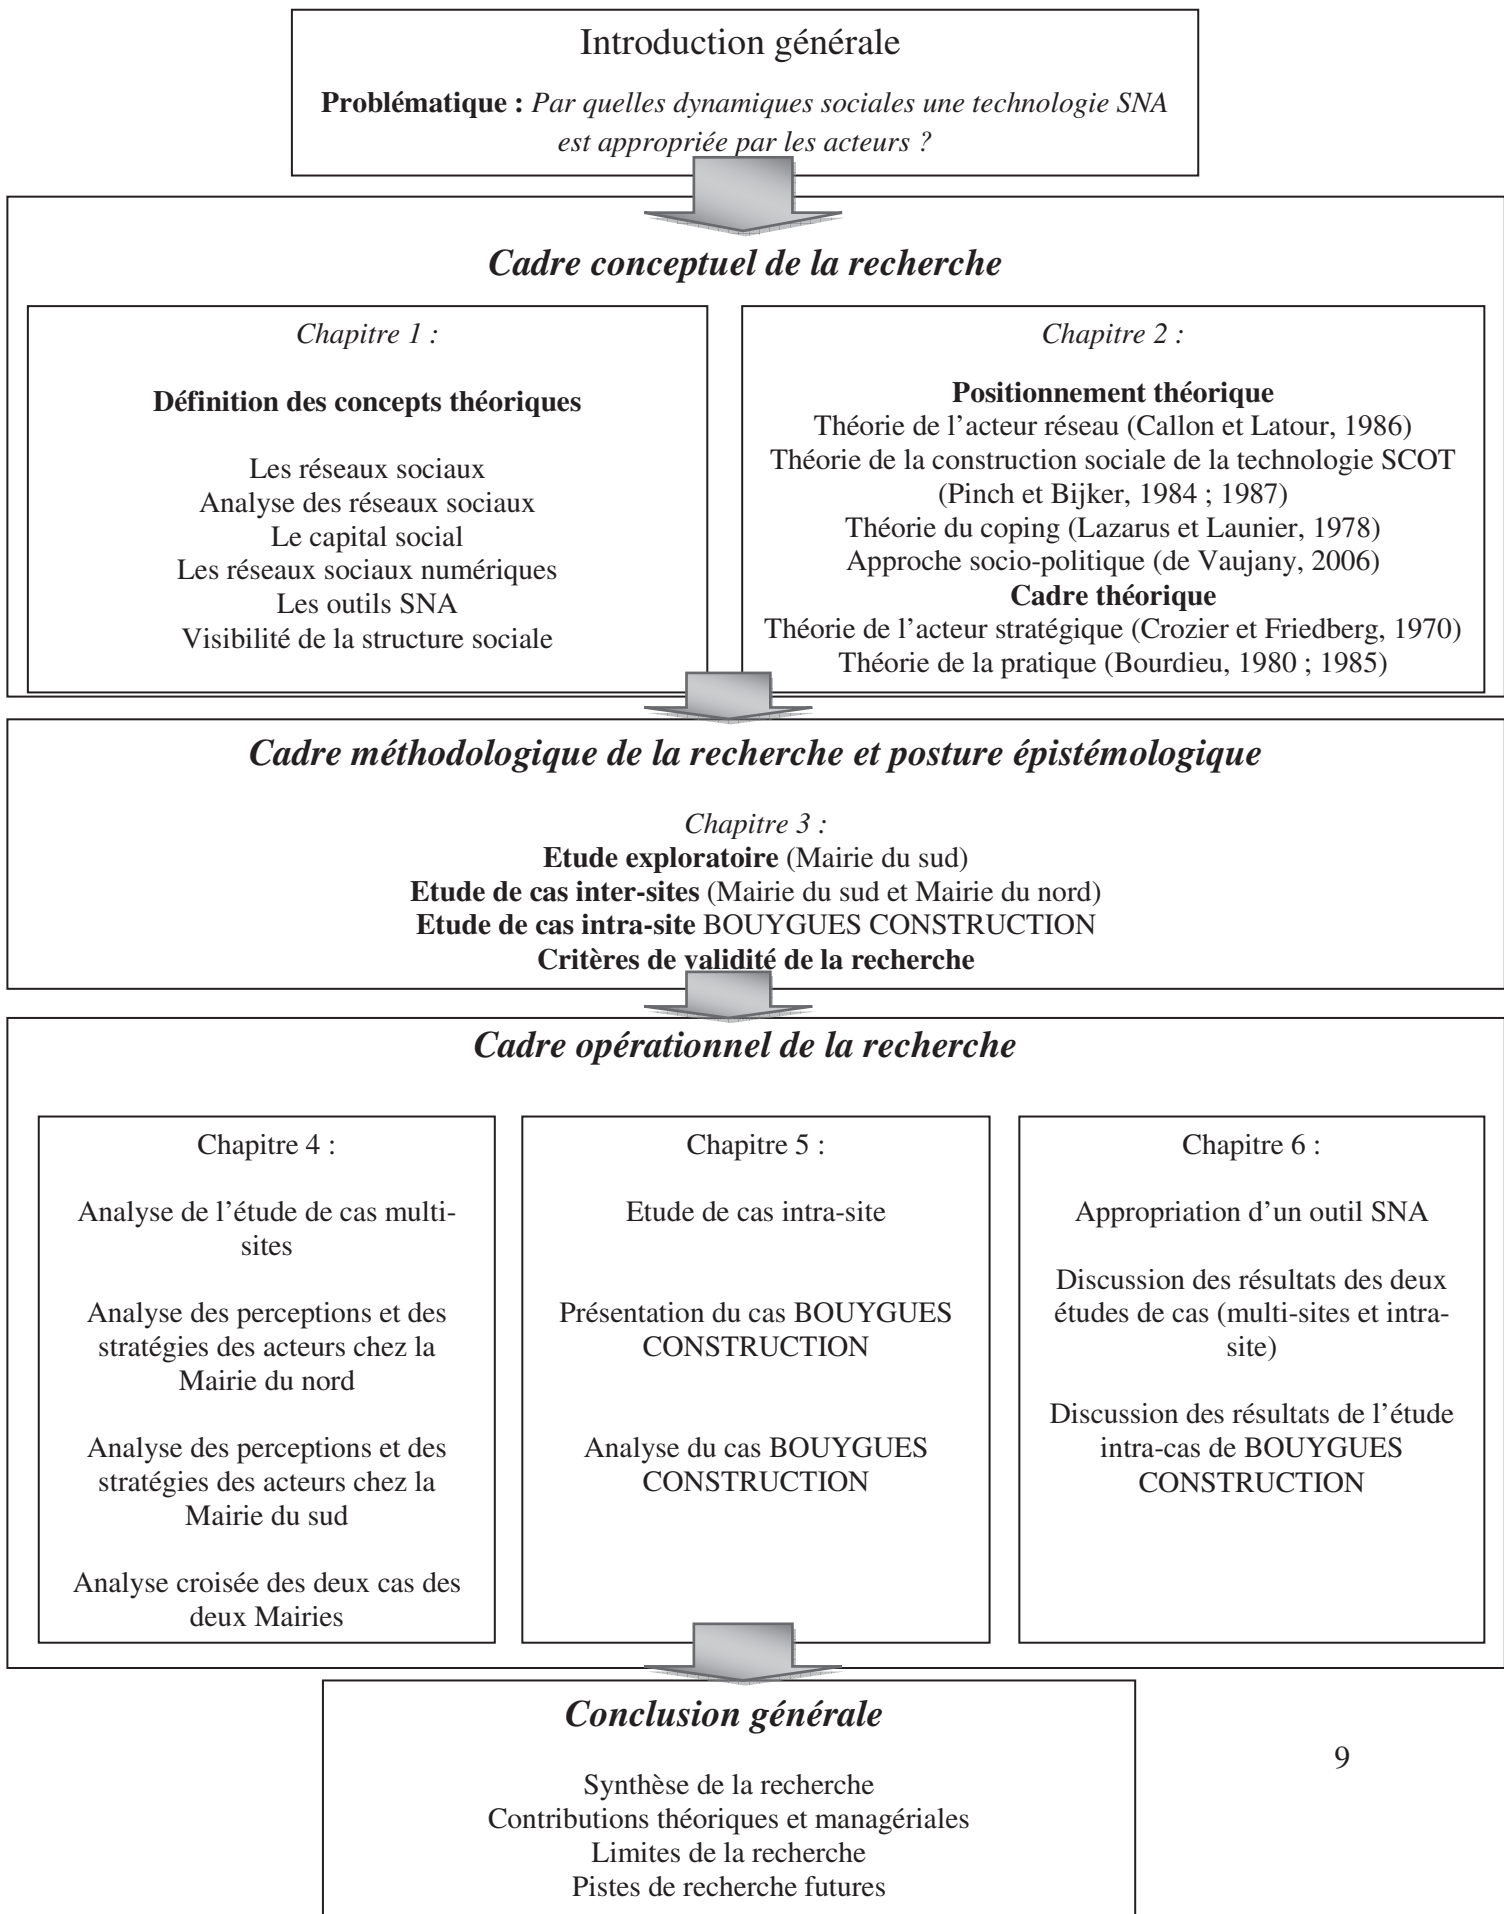 Introduction générale
Problématique : Par quelles dynamiques sociales une technologie SNA
est appropriée par les acteurs ?
Cadre conceptuel de la recherche
Chapitre 1 :
Définition des concepts théoriques
Les réseaux sociaux
Analyse des réseaux sociaux
Le capital social
Les réseaux sociaux numériques
Les outils SNA
Visibilité de la structure sociale
Chapitre 2 :
Positionnement théorique
Théorie de l’acteur réseau (Callon et Latour, 1986)
Théorie de la construction sociale de la technologie SCOT
(Pinch et Bijker, 1984 ; 1987)
Théorie du coping (Lazarus et Launier, 1978)
Approche socio-politique (de Vaujany, 2006)
Cadre théorique
Théorie de l’acteur stratégique (Crozier et Friedberg, 1970)
Théorie de la pratique (Bourdieu, 1980 ; 1985)
Cadre méthodologique de la recherche et posture épistémologique
Chapitre 3 :
Etude exploratoire (Mairie du sud)
Etude de cas inter-sites (Mairie du sud et Mairie du nord)
Etude de cas intra-site BOUYGUES CONSTRUCTION
Critères de validité de la recherche
Cadre opérationnel de la recherche
Chapitre 4 :
Analyse de l’étude de cas multi-
sites
Analyse des perceptions et des
stratégies des acteurs chez la
Mairie du nord
Analyse des perceptions et des
stratégies des acteurs chez la
Mairie du sud
Analyse croisée des deux cas des
deux Mairies
Chapitre 5 :
Etude de cas intra-site
Présentation du cas BOUYGUES
CONSTRUCTION
Analyse du cas BOUYGUES
CONSTRUCTION
Chapitre 6 :
Appropriation d’un outil SNA
Discussion des résultats des deux
études de cas (multi-sites et intra-
site)
Discussion des résultats de l’étude
intra-cas de BOUYGUES
CONSTRUCTION
Conclusion générale
Synthèse de la recherche
Contributions théoriques et managériales
Limites de la recherche
Pistes de recherche futures
9